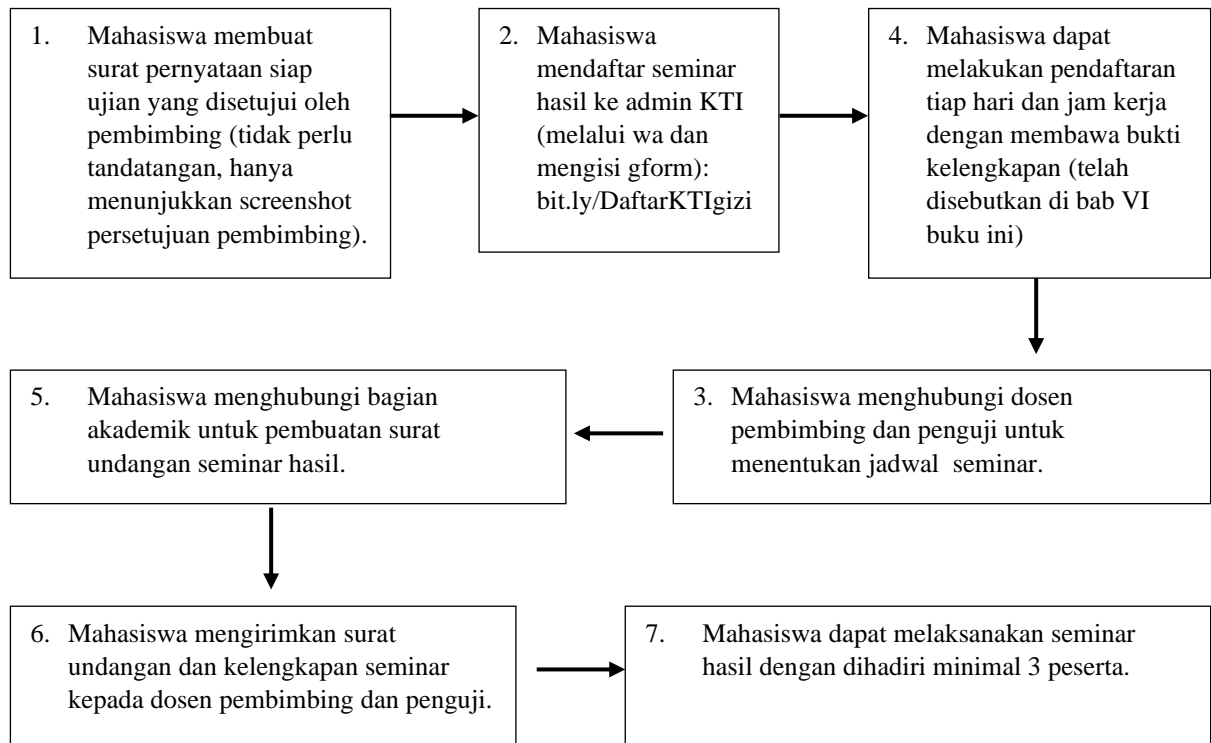 1. Mahasiswa membuat
surat pernyataan siap
ujian yang disetujui oleh
pembimbing (tidak perlu
tandatangan, hanya
menunjukkan screenshot
persetujuan pembimbing).
2. Mahasiswa
mendaftar seminar
hasil ke admin KTI
(melalui wa dan
mengisi gform):
bit.ly/DaftarKTIgizi
4. Mahasiswa dapat
melakukan pendaftaran
tiap hari dan jam kerja
dengan membawa bukti
kelengkapan (telah
disebutkan di bab VI
buku ini)
3. Mahasiswa menghubungi dosen
pembimbing dan penguji untuk
menentukan jadwal seminar.
5. Mahasiswa menghubungi bagian
akademik untuk pembuatan surat
undangan seminar hasil.
6. Mahasiswa mengirimkan surat
undangan dan kelengkapan seminar
kepada dosen pembimbing dan penguji.
7. Mahasiswa dapat melaksanakan seminar
hasil dengan dihadiri minimal 3 peserta.